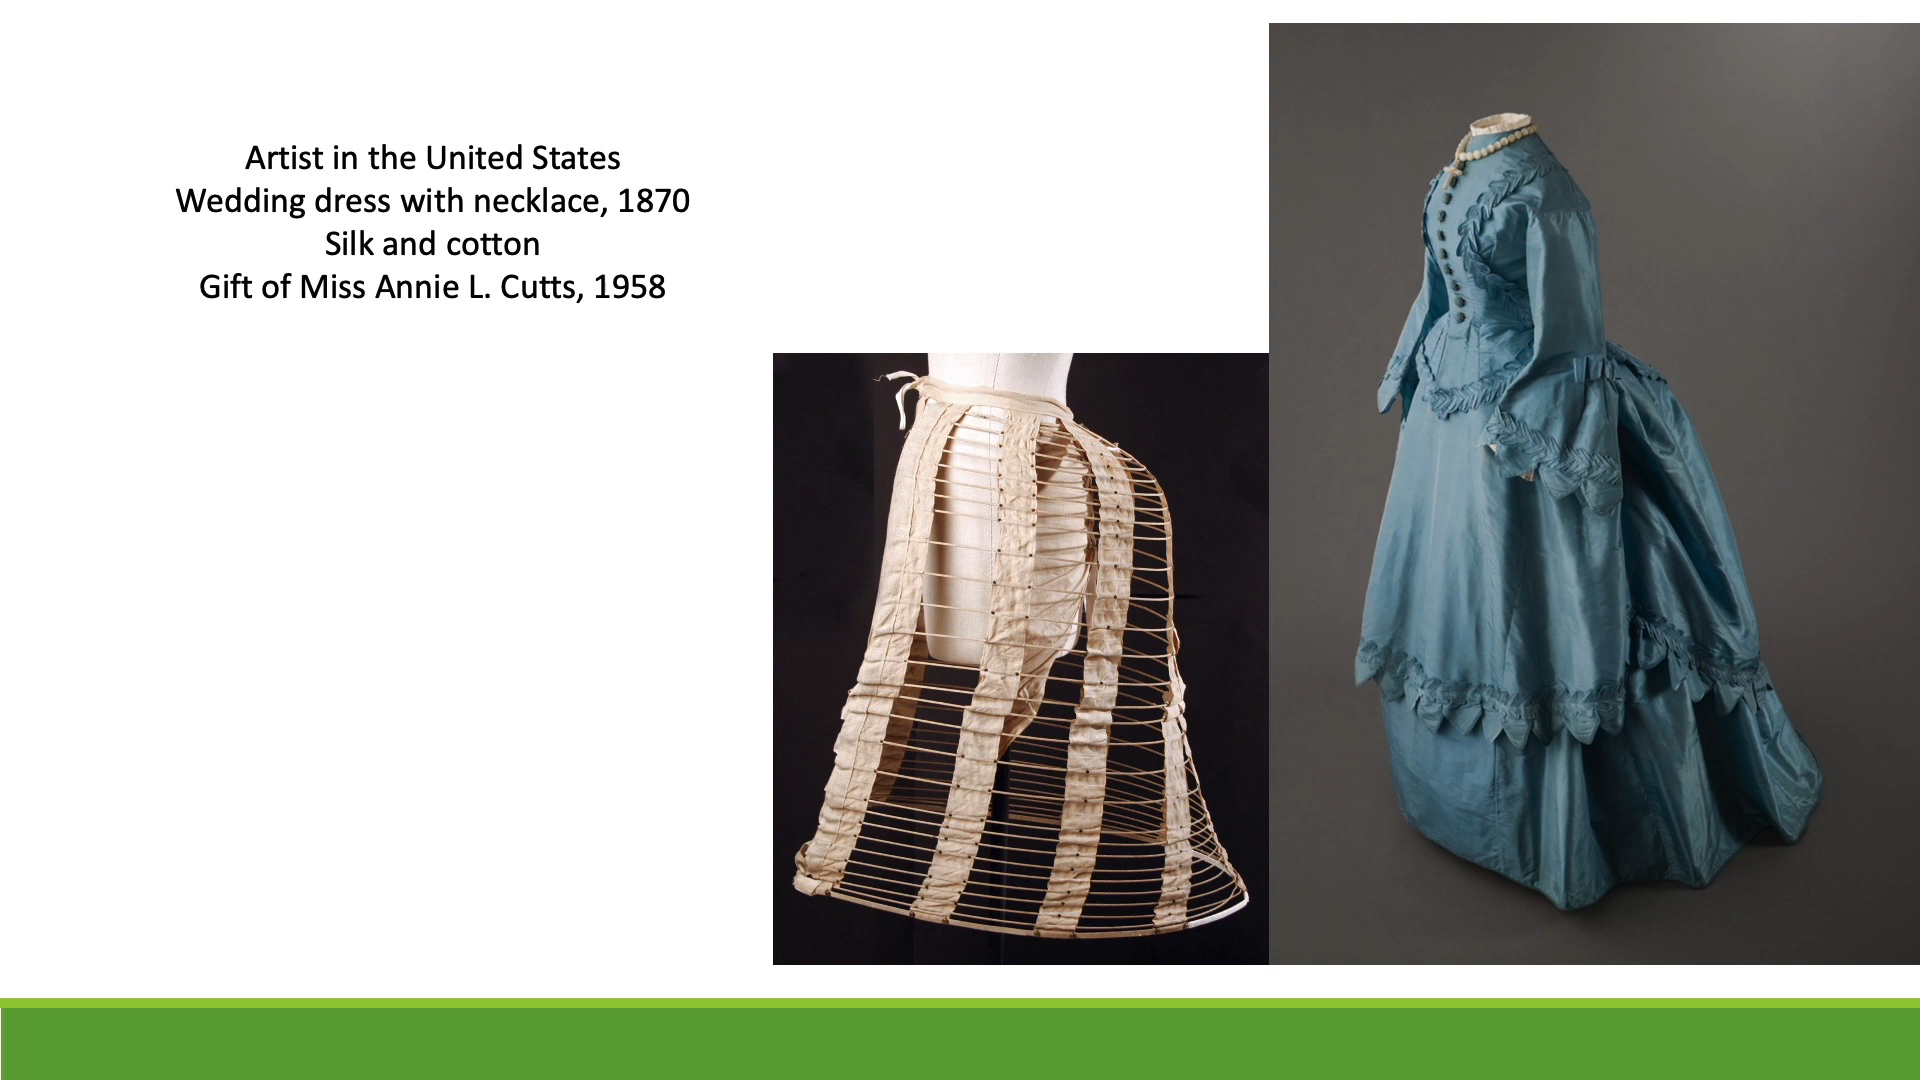 Artist in the United States
Wedding dress with necklace, 1870
Silk and cotton
Gift of Miss Annie L. Cutts, 1958